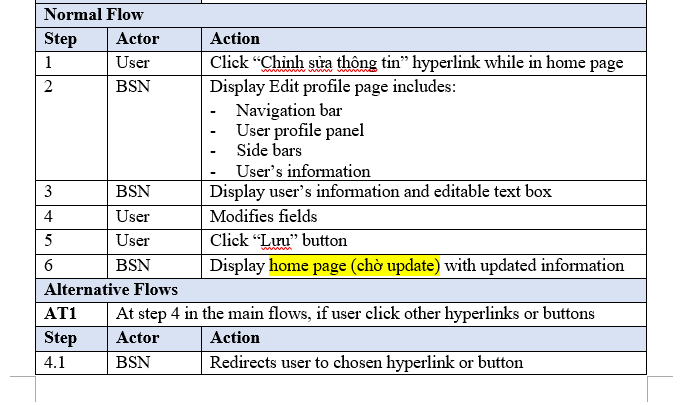 Normal Flow
Step Actor Action
1 User Click “Chỉnh sửa thông tin” hyperlink while in home page
2 BSN Display Edit profile page includes:
- Navigation bar
- User profile panel
- Side bars
- User’s information
3 BSN Display user’s information and editable text box
4 User Modifies fields
5 User Click “Lưu” button
6 BSN Display home page (chờ update) with updated information
Alternative Flows
AT1 At step 4 in the main flows, if user click other hyperlinks or buttons
Step Actor Action
4.1 BSN Redirects user to chosen hyperlink or button